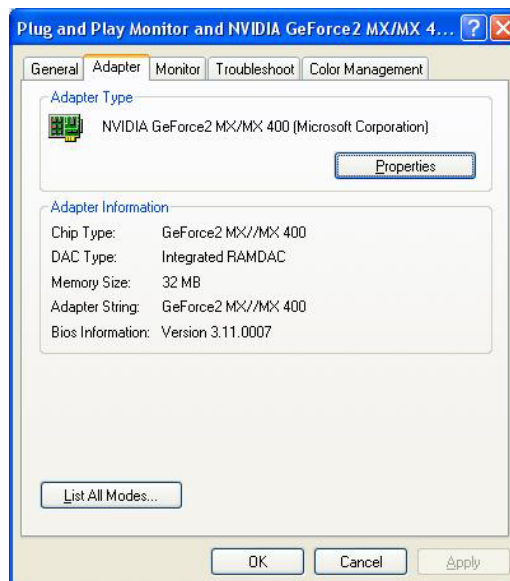 Plug and Play Monitor and NVIDIA GeForce2 MX/MX 4...
General Adapter Monitor Troubleshoot Color Management
Adapter Type
NVIDIA GeForce2 MX/MX 400 (Microsoft Corporation)
Properties
Adapter Information
Chip Type: GeForce2 MX//MX 400
DAC Type: Integrated RAMDAC
Memory Size: 32 MB
Adapter String: GeForce2 MX//MX 400
Bios Information: Version 3.11.0007
List All Modes...
OK Cancel Apply